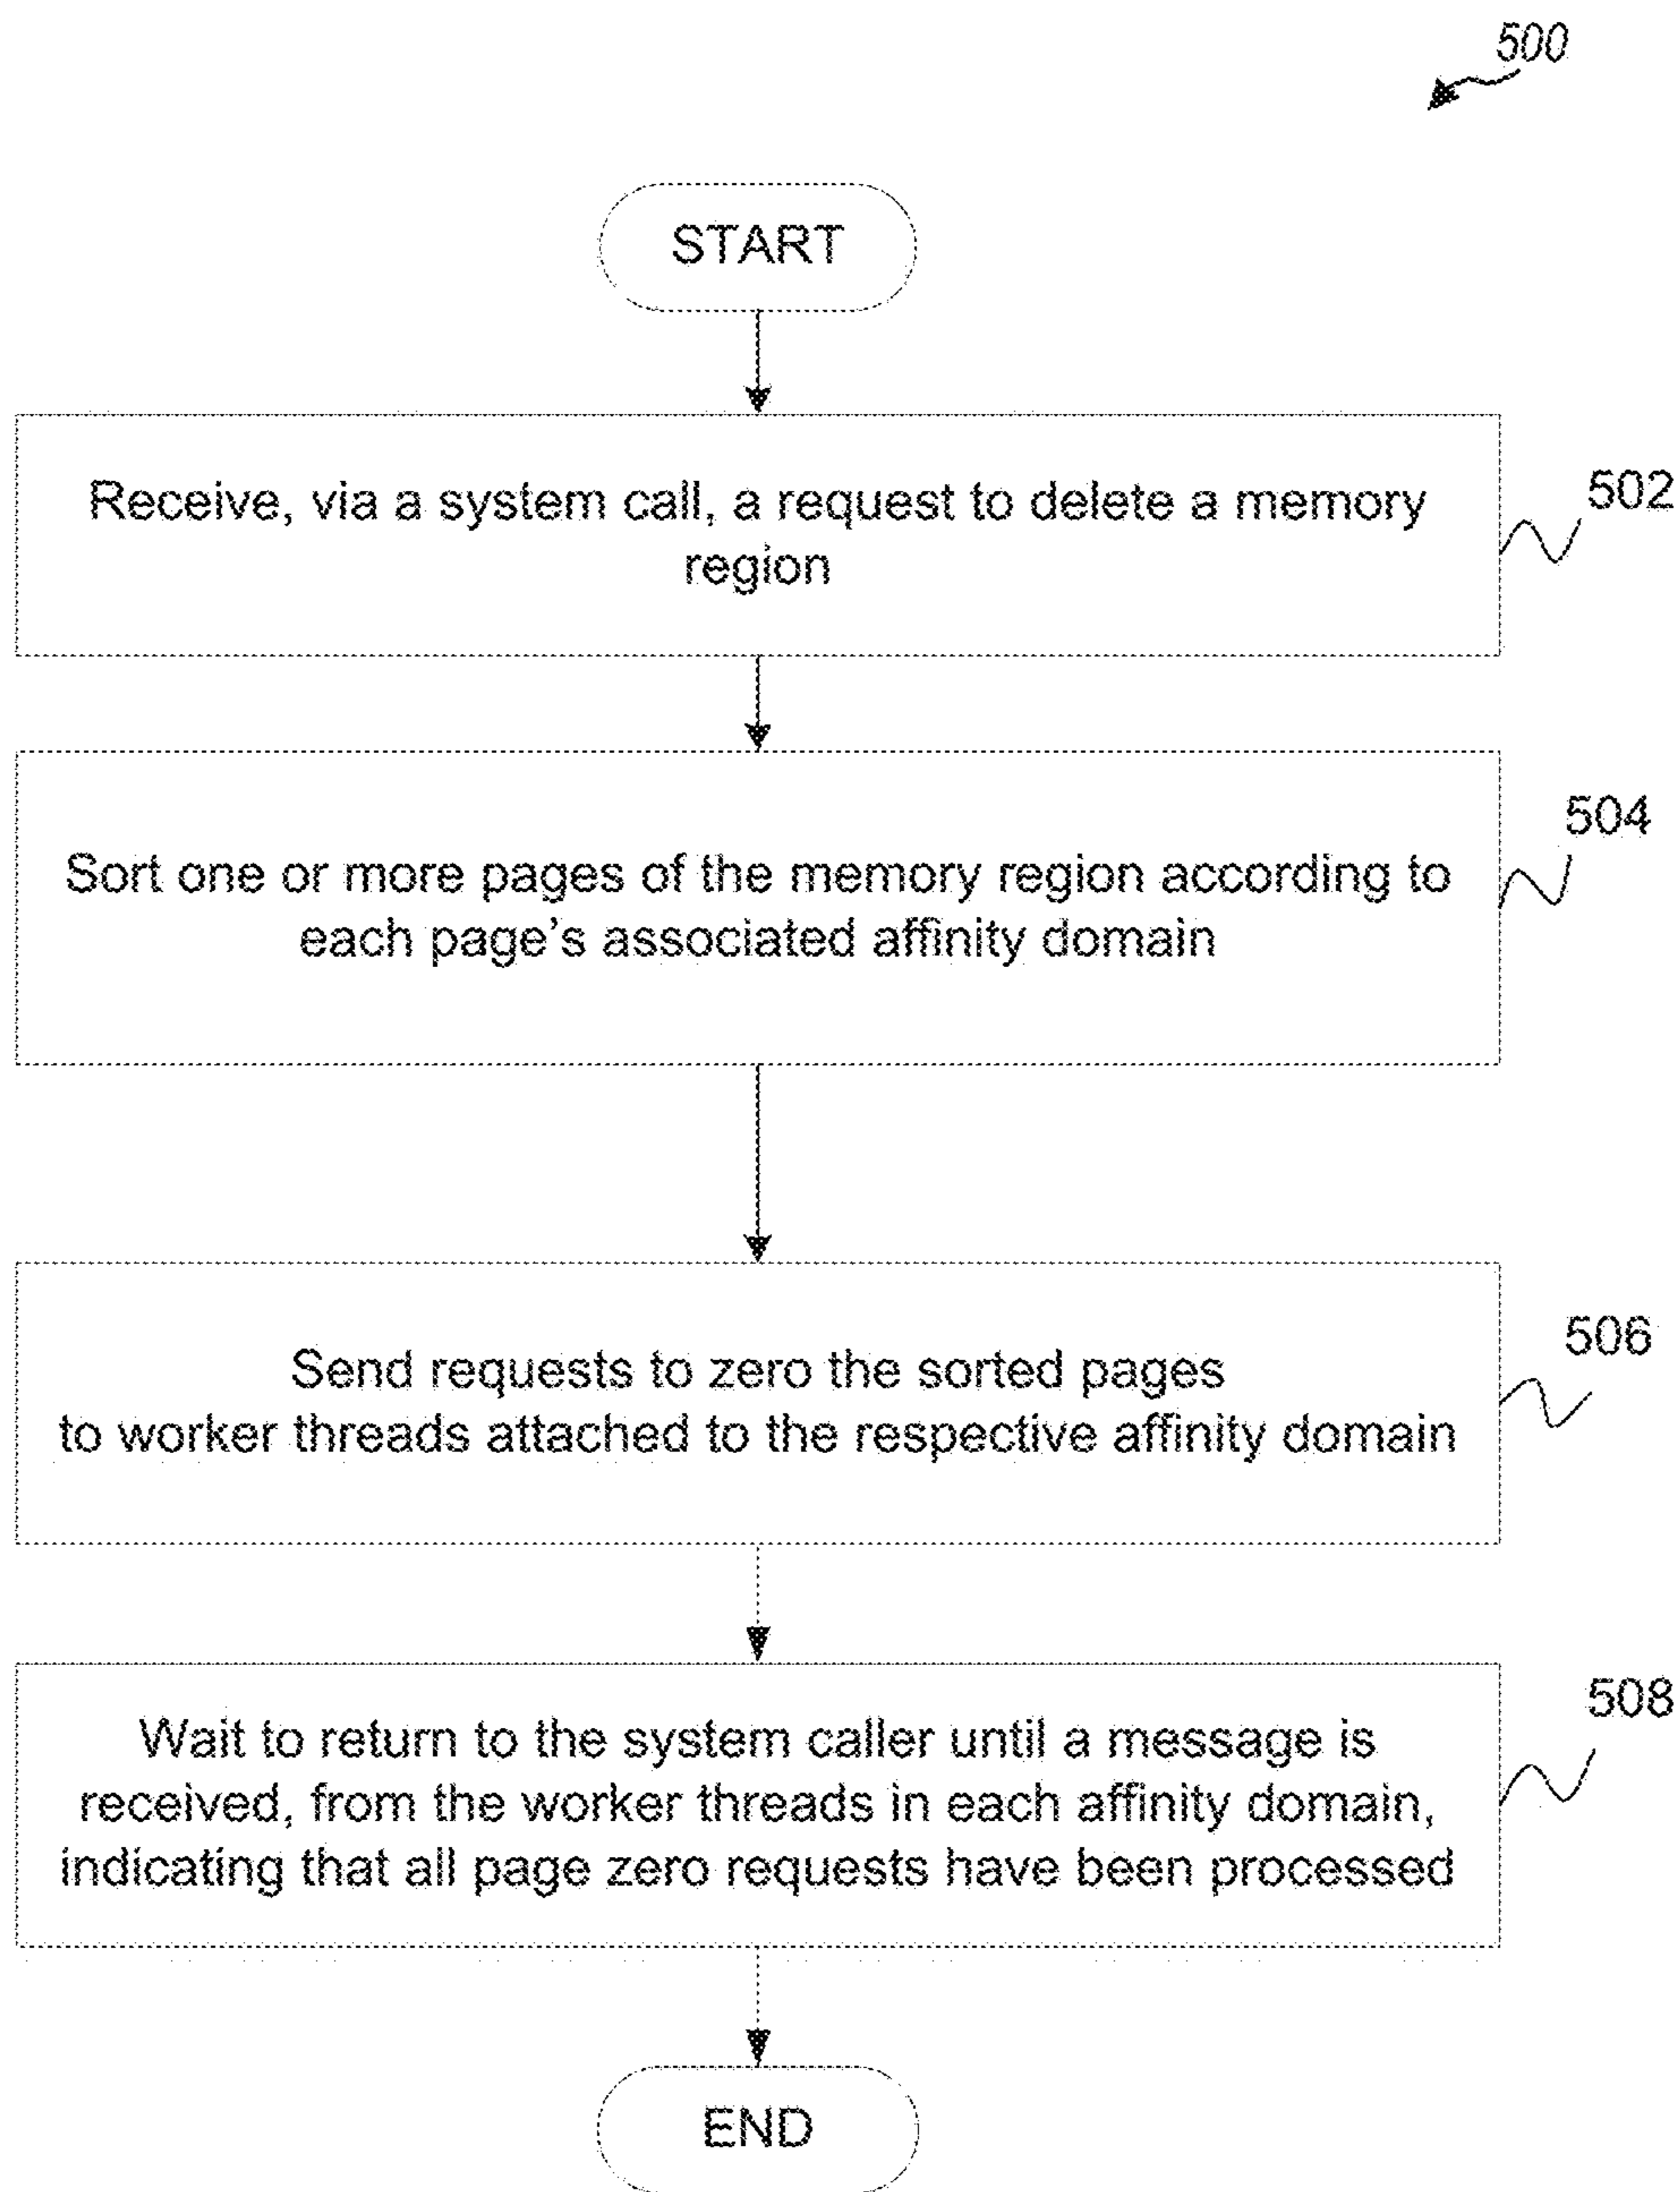 500
START
Receive, via a system call, a request to delete a memory
region
502
Sort one or more pages of the memory region according to
each page's associated affinity domain
504
Send requests to zero the sorted pages
to worker threads attached to the respective affinity domain
506
Wait to return to the system caller until a message is
received, from the worker threads in each affinity domain,
indicating that all page zero requests have been processed
508
END